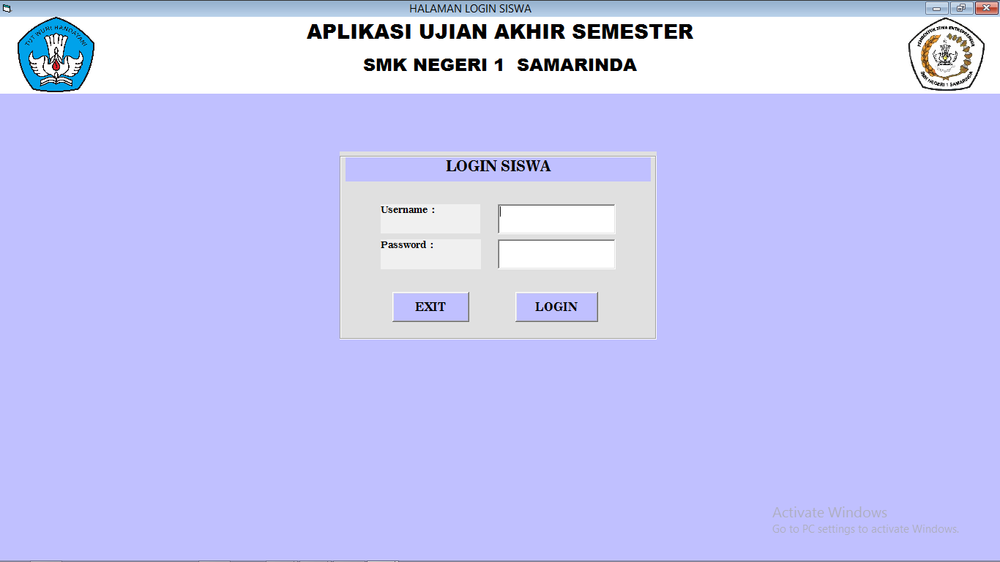 HALAMAN LOGIN SISWA
TUT WURI HANDAYANI
APLIKASI UJIAN AKHIR SEMESTER
SMK NEGERI 1 SAMARINDA
PEMBENTUK JIWA ENTREPRENEUR
SMK NEGERI 1 SAMARINDA
LOGIN SISWA
Username :
Password :
EXIT
LOGIN
Activate Windows
Go to PC settings to activate Windows.